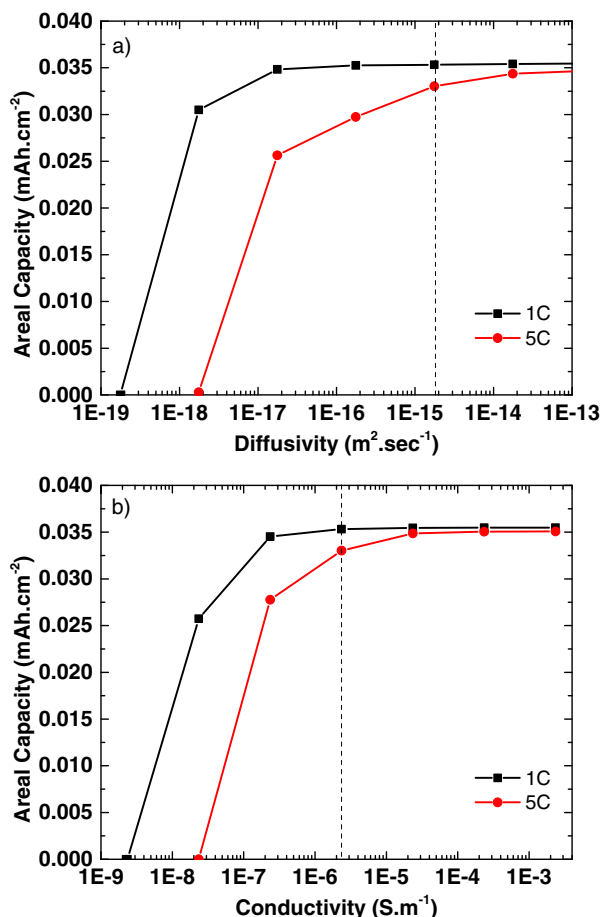 a)
Areal Capacity (mAh.cm⁻²)
0.040
0.035
0.030
0.025
0.020
0.015
0.010
0.005
0.000
1C
5C
1E-19 1E-18 1E-17 1E-16 1E-15 1E-14 1E-13
Diffusivity (m².sec⁻¹)
b)
Areal Capacity (mAh.cm⁻²)
0.040
0.035
0.030
0.025
0.020
0.015
0.010
0.005
0.000
1C
5C
1E-9 1E-8 1E-7 1E-6 1E-5 1E-4 1E-3
Conductivity (S.m⁻¹)